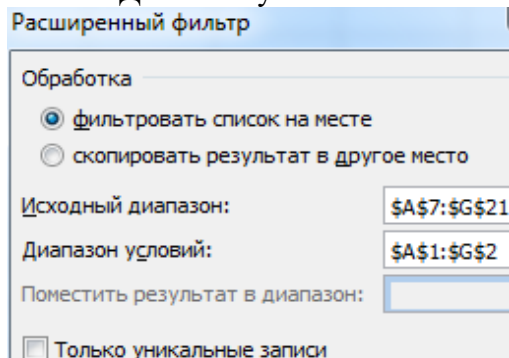 Расширенный фильтр
Обработка
фильтровать список на месте
скопировать результат в другое место
Исходный диапазон: $A$7:$G$21
Диапазон условий: $A$1:$G$2
Поместить результат в диапазон:
Только уникальные записи